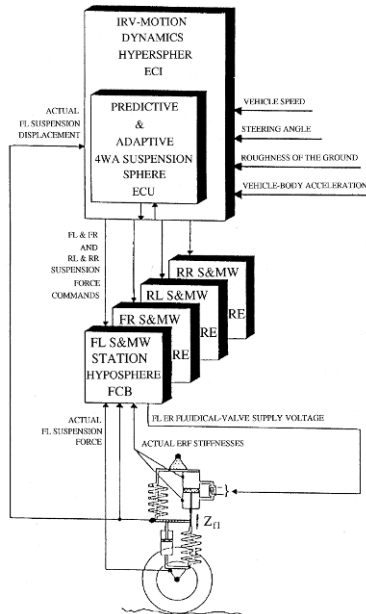 IRV-MOTION
DYNAMICS
HYPERSPHER
ECI
PREDICTIVE
&
ADAPTIVE
4WA SUSPENSION
SPHERE
ECU
ACTUAL
FL SUSPENSION
DISPLACEMENT
VEHICLE SPEED
STEERING ANGLE
ROUGHNESS OF THE GROUND
VEHICLE-BODY ACCELERATION
FL & FR
AND
RL & RR
SUSPENSION
FORCE
COMMANDS
RR S&MW
RE
RL S&MW
RE
FR S&MW
RE
FL S&MW
STATION
HYPOSPHERE
FCB
FL ER FLUIDICAL-VALVE SUPPLY VOLTAGE
ACTUAL
FL SUSPENSION
FORCE
ACTUAL ERF STIFFNESSES
Zf1